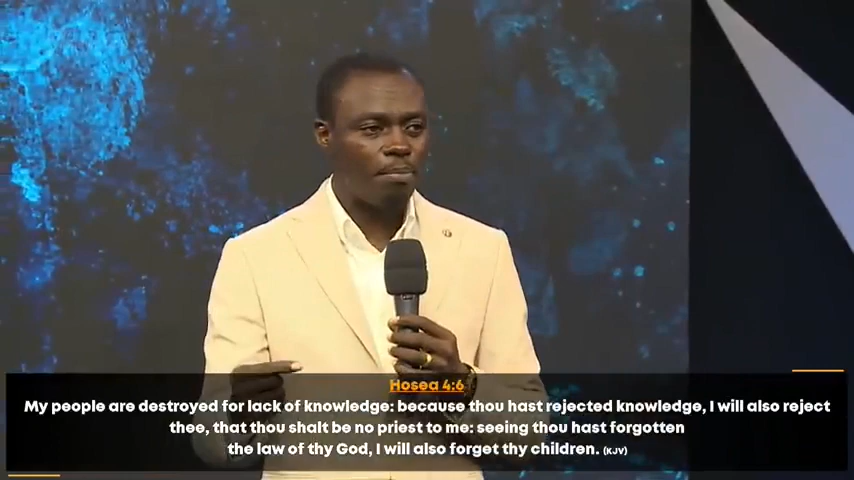 Hosea 4:6
My people are destroyed for lack of knowledge: because thou hast rejected knowledge, I will also reject
thee, that thou shalt be no priest to me: seeing thou hast forgotten
the law of thy God, I will also forget thy children. (KJV)